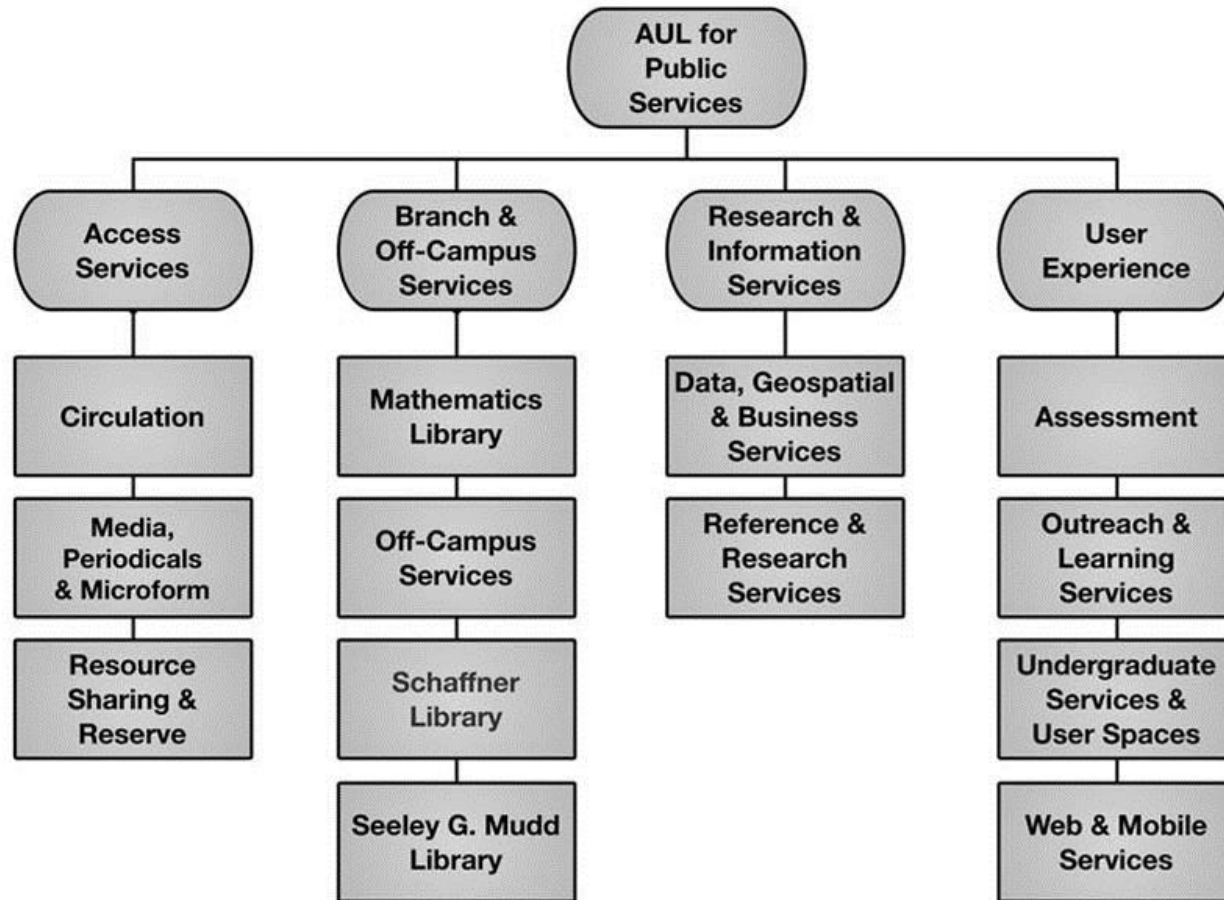 AUL for
Public
Services
Access
Services
Branch &
Off-Campus
Services
Research &
Information
Services
User
Experience
Circulation
Media,
Periodicals
& Microform
Resource
Sharing &
Reserve
Mathematics
Library
Off-Campus
Services
Schaffner
Library
Seeley G. Mudd
Library
Data, Geospatial
& Business
Services
Reference &
Research
Services
Assessment
Outreach &
Learning
Services
Undergraduate
Services &
User Spaces
Web & Mobile
Services